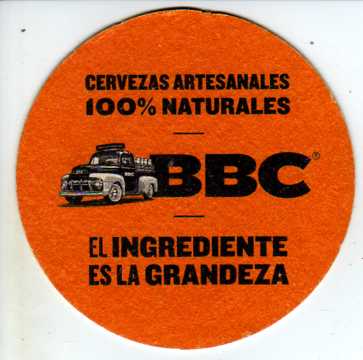 CERVEZAS ARTESANALES
100% NATURALES
BBC®
EL INGREDIENTE
ES LA GRANDEZA